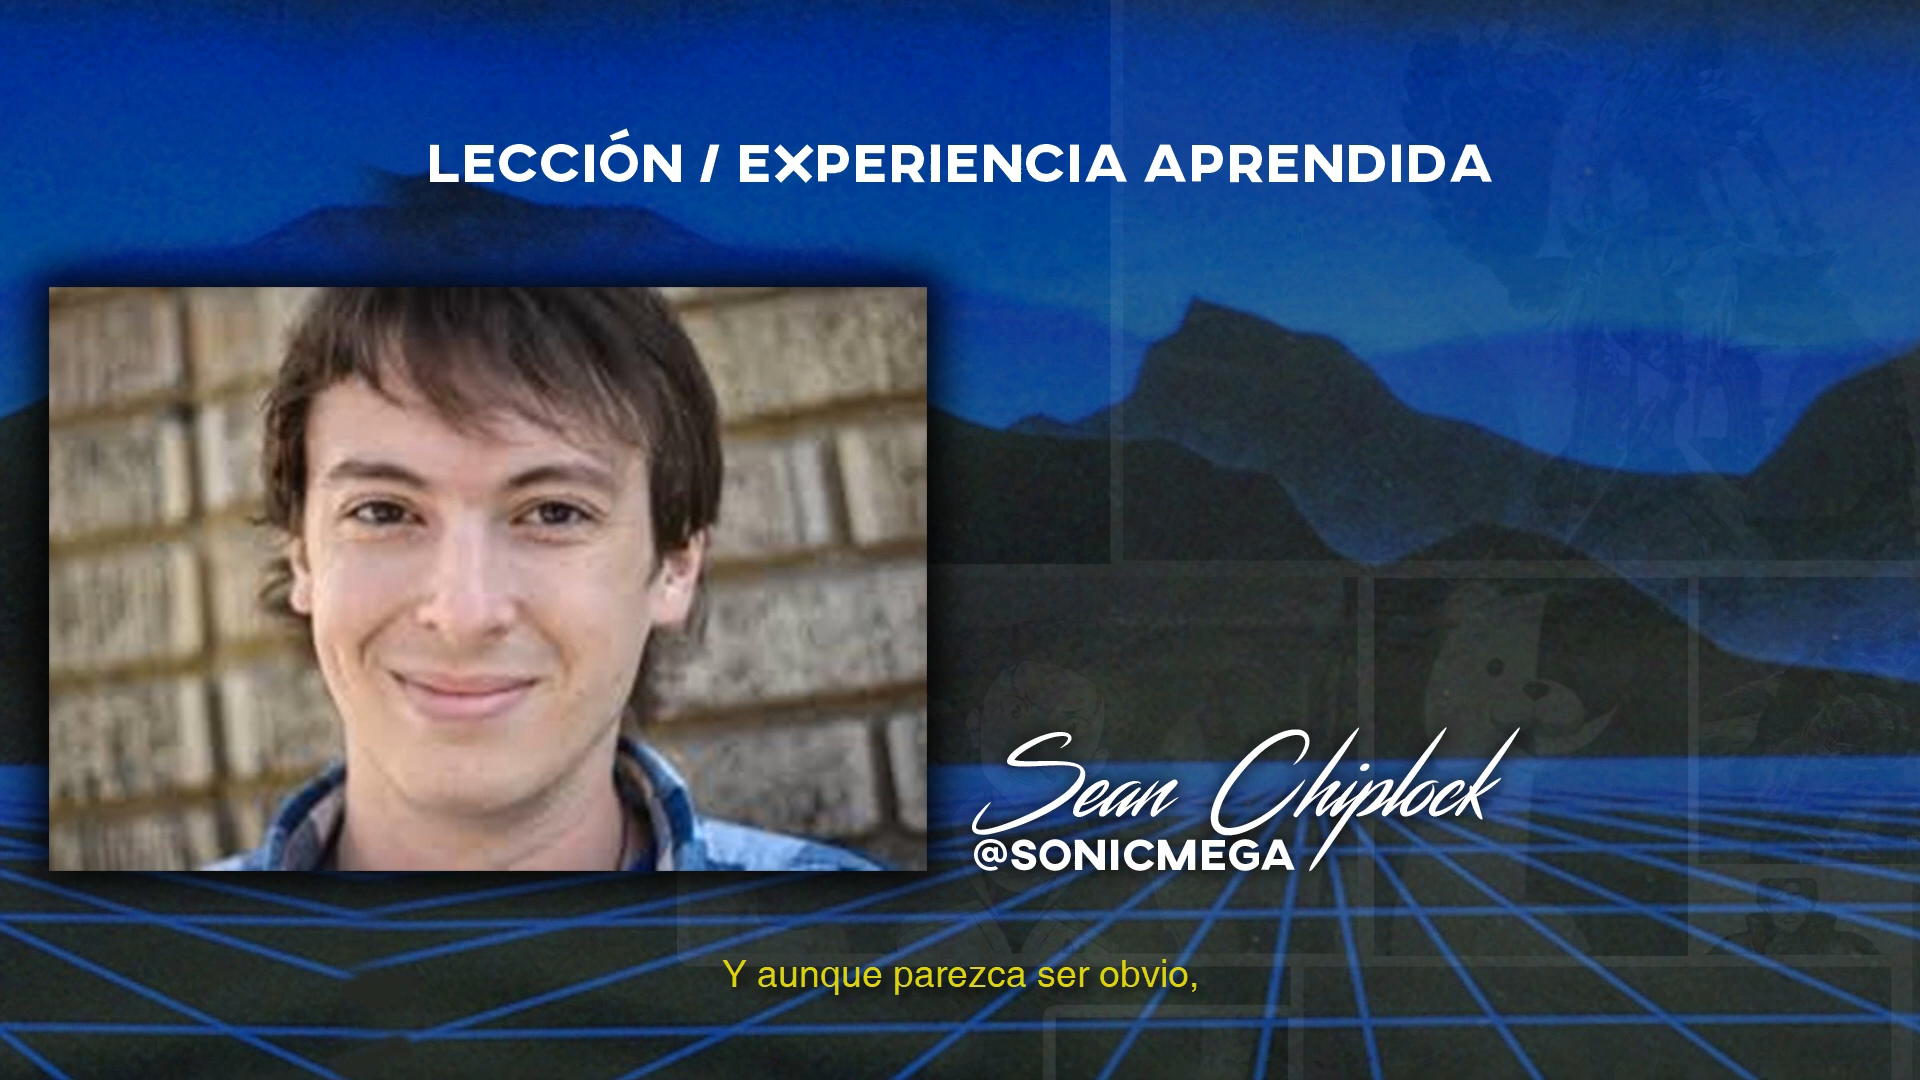 LECCIÓN / EXPERIENCIA APRENDIDA
Sean Chiplock
@SONICMEGA
Y aunque parezca ser obvio,